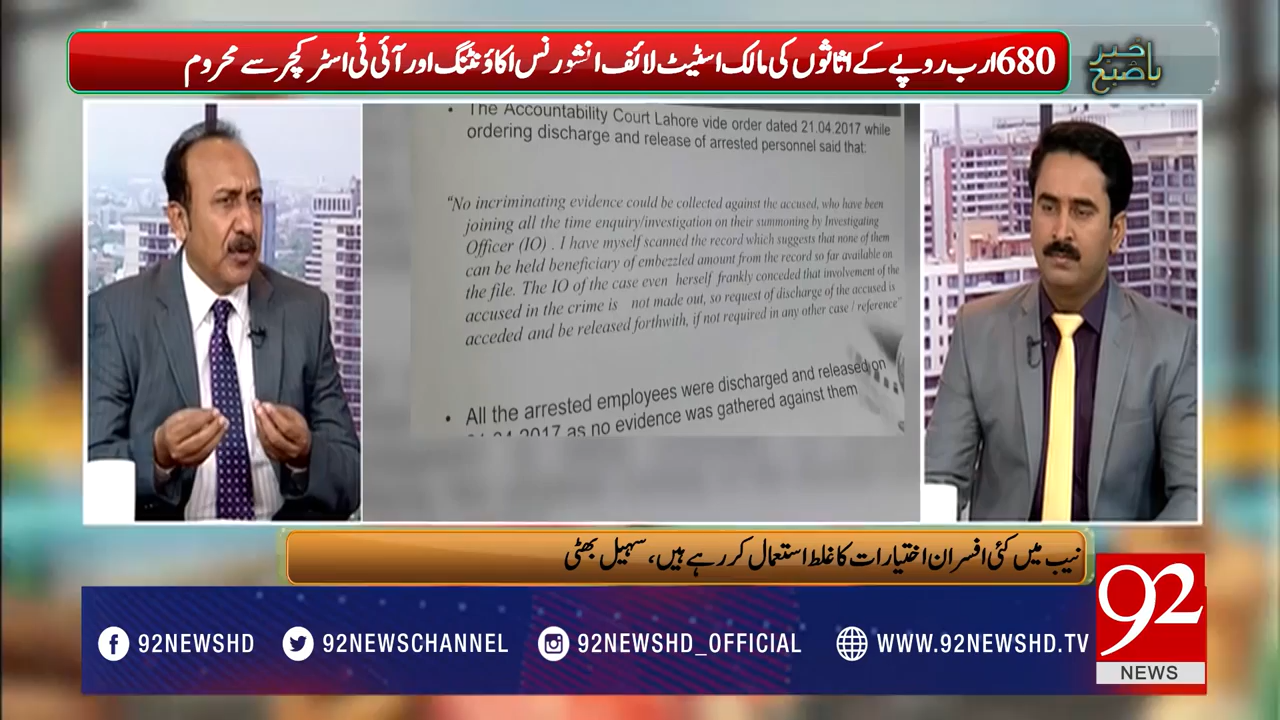 680 ارب روپے کے اثاثوں کی مالک اسٹیٹ لائف انشورنس اکاؤنٹنگ اور آئی ٹی اسٹرکچر سے محروم
باخبر صبح
• The Accountability Court Lahore vide order dated 21.04.2017 while
ordering discharge and release of arrested personnel said that:
“No incriminating evidence could be collected against the accused, who have been
joining all the time enquiry/investigation on their summoning by Investigating
Officer (IO) . I have myself scanned the record which suggests that none of them
can be held beneficiary of embezzled amount from the record so far available on
the file. The IO of the case even herself frankly conceded that involvement of the
accused in the crime is not made out, so request of discharge of the accused is
acceded and be released forthwith, if not required in any other case / reference”
• All the arrested employees were discharged and released on
2017 as no evidence was gathered against them
نیب میں کئی افسران اختیارات کا غلط استعمال کر رہے ہیں، سہیل بھٹی
92NEWSHD
92NEWSCHANNEL
92NEWSHD_OFFICIAL
WWW.92NEWSHD.TV
92
NEWS